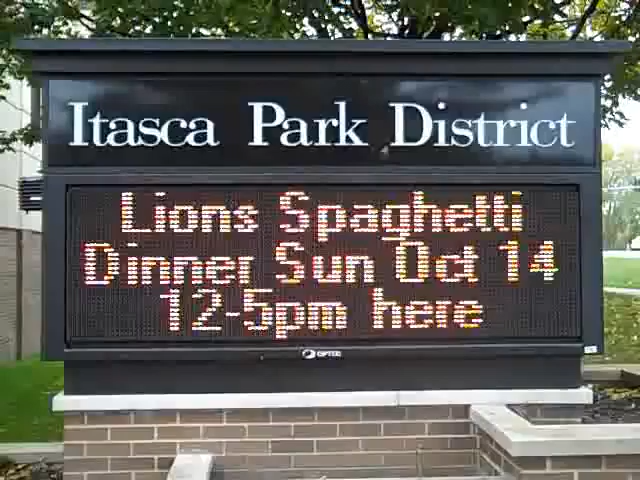 Itasca Park District
Lions Spaghetti
Dinner Sun Oct 14
12-5pm here